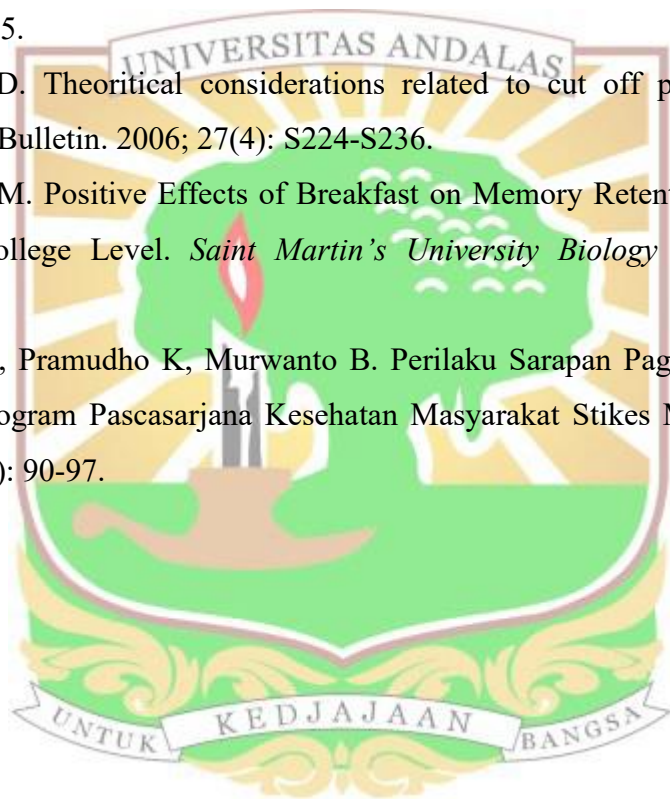 5.
UNIVERSITAS ANDALAS
D. Theoritical considerations related to cut off p
Bulletin. 2006; 27(4): S224-S236.
M. Positive Effects of Breakfast on Memory Retent
ollege Level. Saint Martin’s University Biology
, Pramudho K, Murwanto B. Perilaku Sarapan Pag
ogram Pascasarjana Kesehatan Masyarakat Stikes M
): 90-97.
UNTUK KEDJAJAAN BANGSA